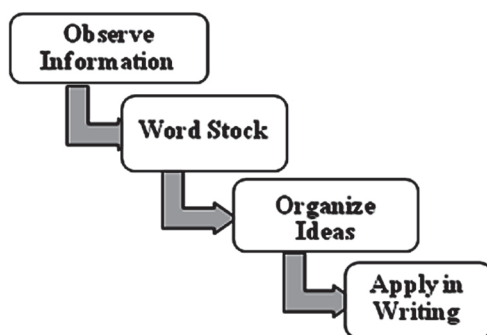 Observe
Information
Word Stock
Organize
Ideas
Apply in
Writing